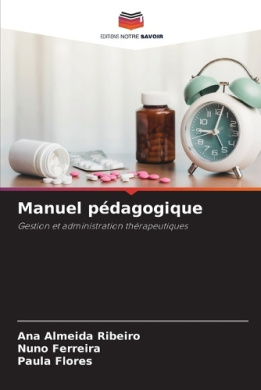 EDITIONS NOTRE SAVOIR
Manuel pédagogique
Gestion et administration thérapeutiques
Ana Almeida Ribeiro
Nuno Ferreira
Paula Flores